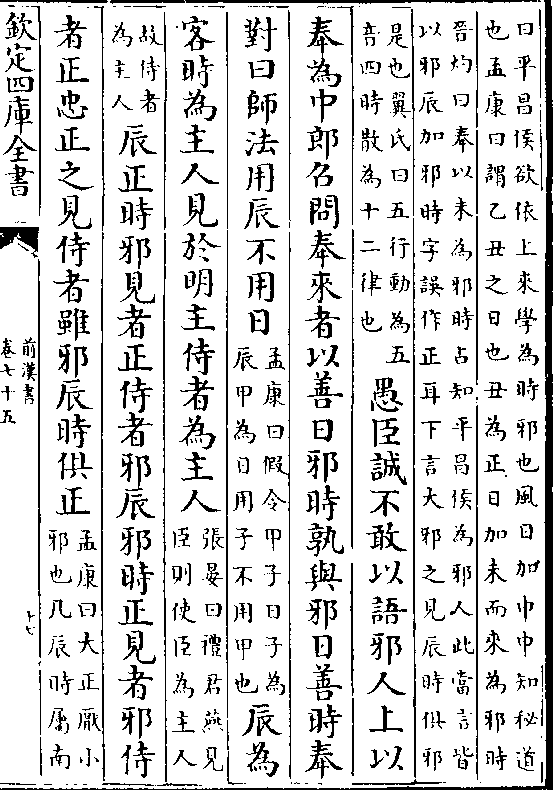 曰平昌侯欲依上來學為時邪也風日加申申知秘道
也孟康曰謂乙丑之日也丑為正日加未而來為邪時
晉灼曰奉以未為邪時占知平昌侯為邪人此當言皆
以邪辰加邪時字誤作正耳下言大邪之見辰時俱邪
是也翼氏曰五行動為五
音四時散為十二律也
愚臣誠不敢以語邪人上以
奉為中郎召問奉來者以善日邪時孰與邪日善時奉
對曰師法用辰不用日
孟康曰假令甲子日子為
辰甲為日用子不用甲也
辰為
客時為主人見於明主侍者為主人
張晏曰禮君燕見
臣則使臣為主人
故侍者
為主人
辰正時邪見者正侍者邪辰邪時正見者邪侍
者正忠正之見侍者雖邪辰時俱正
孟康曰大正厭小
邪也凡辰時屬南
欽定四庫全書
前漢書
卷七十五
十七